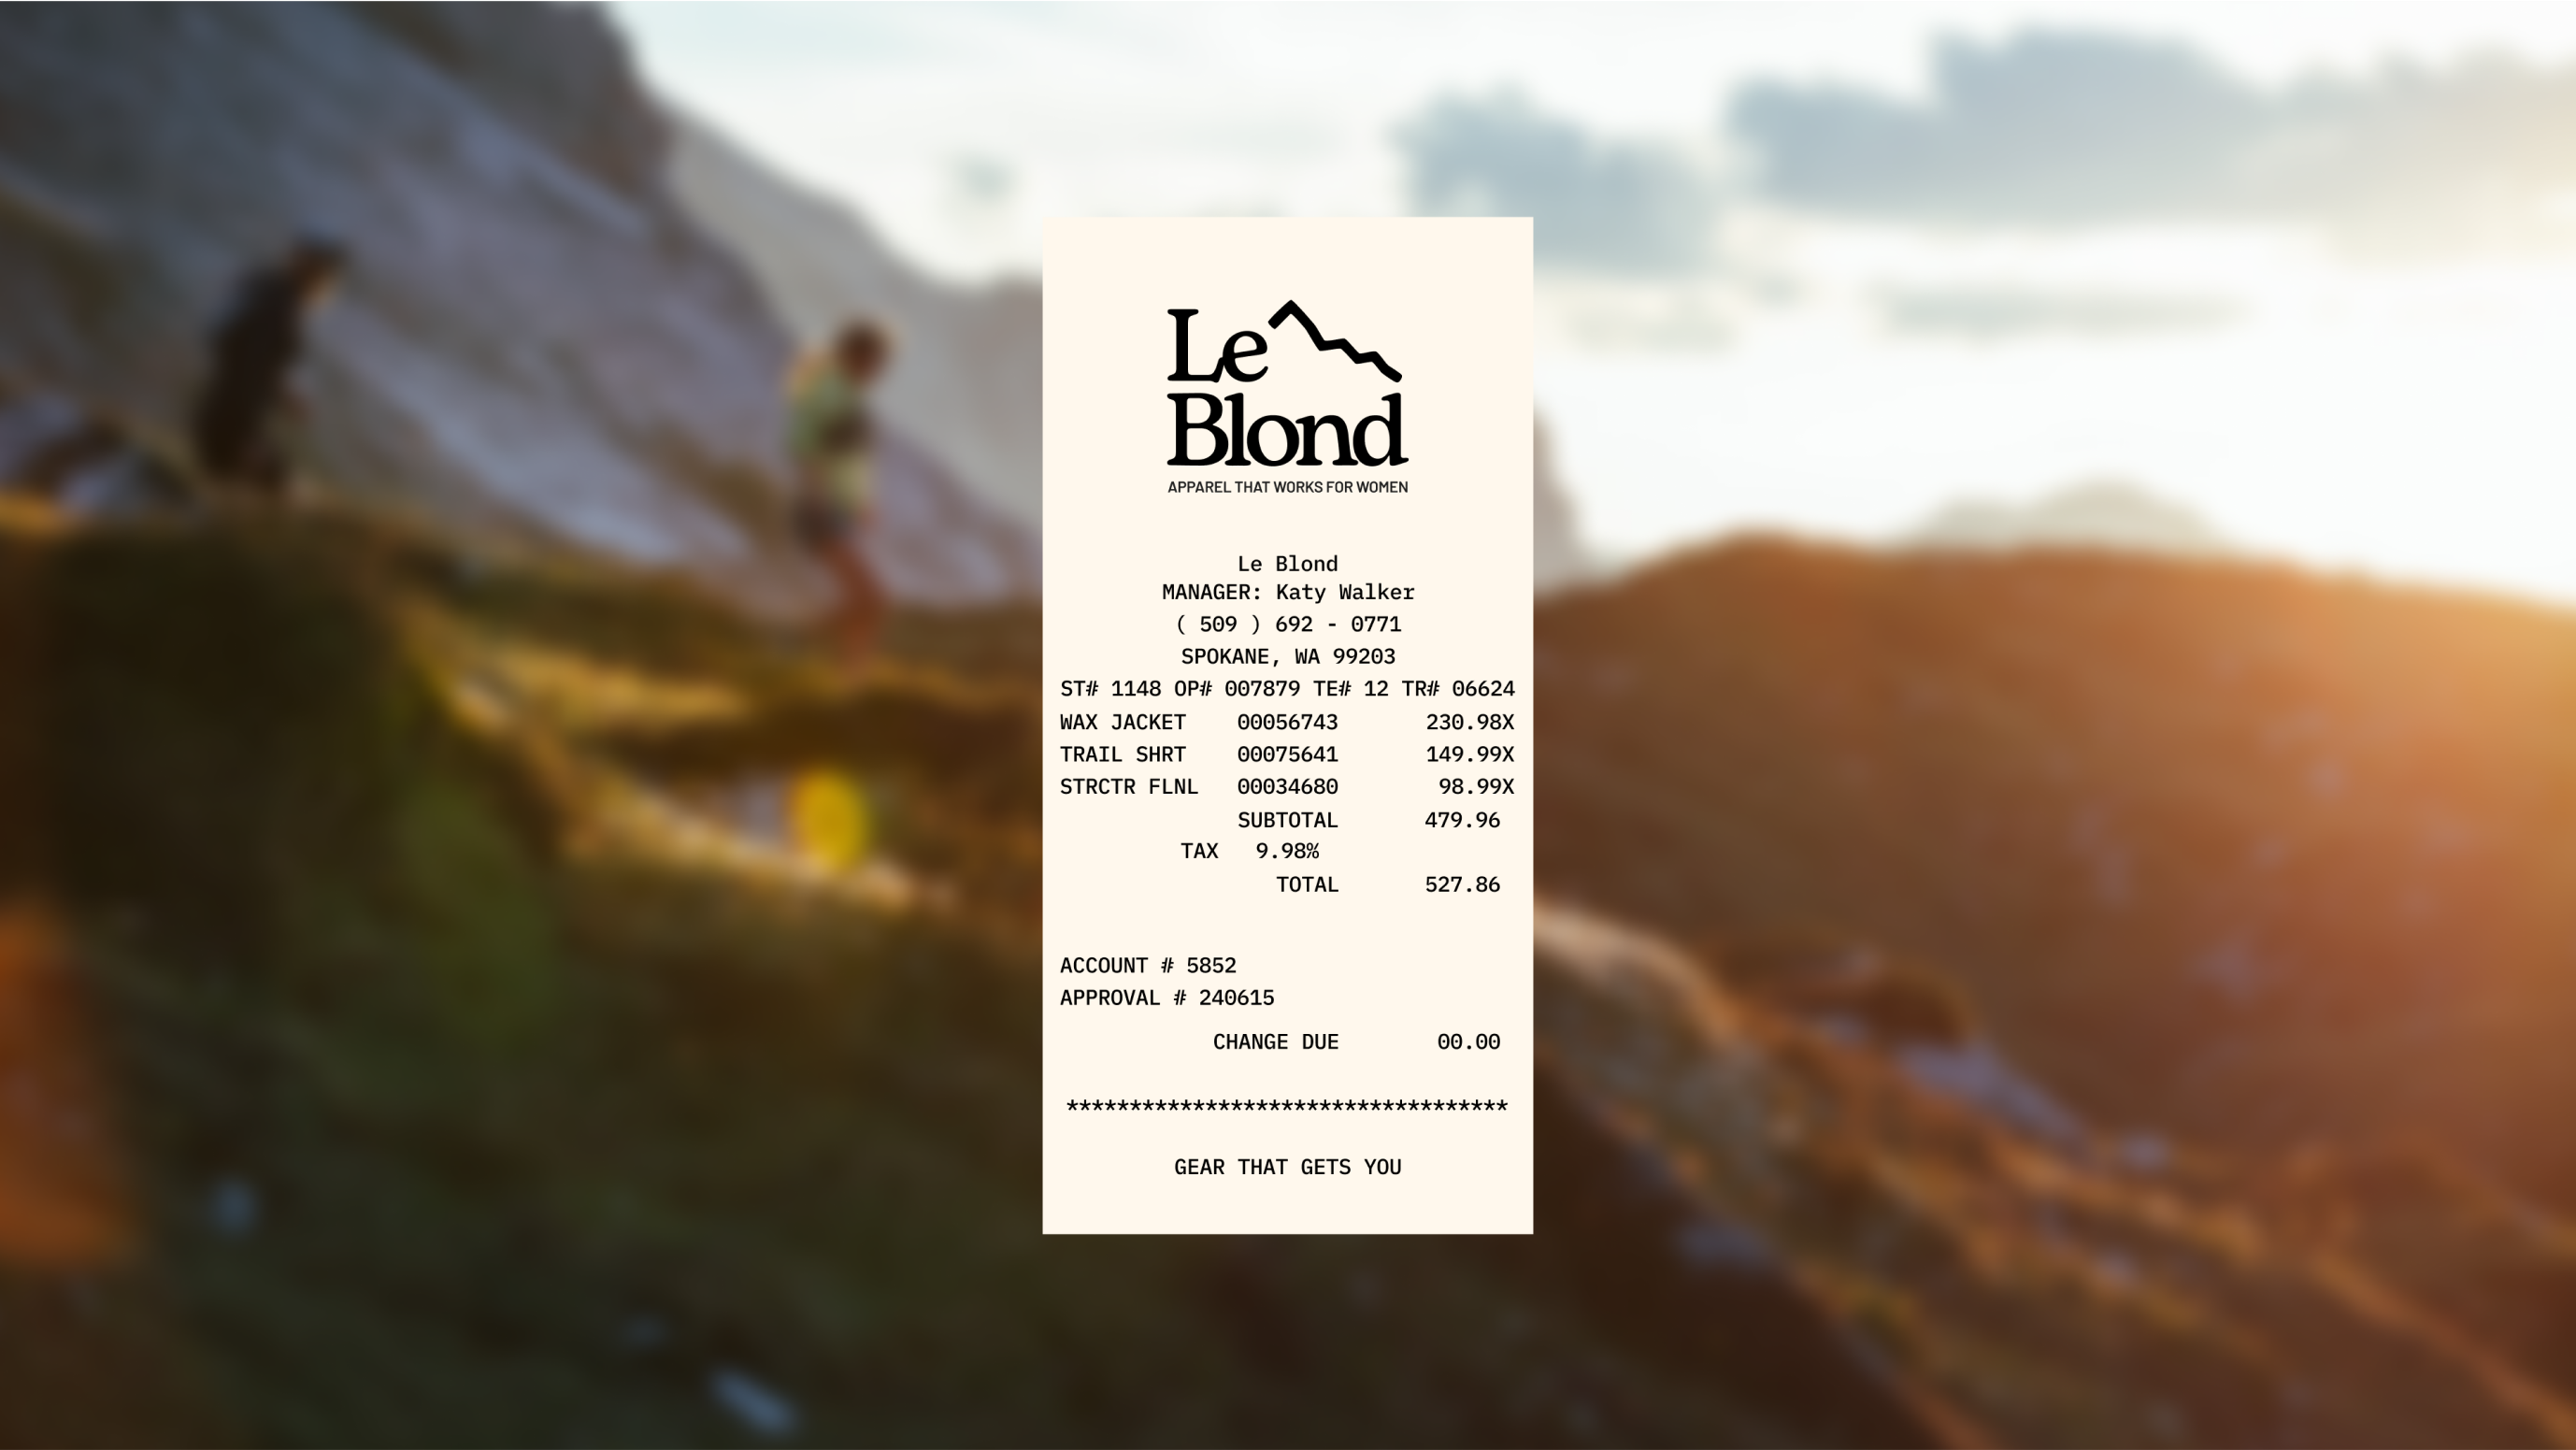 Le
Blond
APPAREL THAT WORKS FOR WOMEN
Le Blond
MANAGER: Katy Walker
( 509 ) 692 - 0771
SPOKANE, WA 99203
ST# 1148 OP# 007879 TE# 12 TR# 06624
WAX JACKET 00056743 230.98X
TRAIL SHRT 00075641 149.99X
STRCTR FLNL 00034680 98.99X
SUBTOTAL 479.96
TAX 9.98%
TOTAL 527.86
ACCOUNT # 5852
APPROVAL # 240615
CHANGE DUE 00.00
***********************************
GEAR THAT GETS YOU